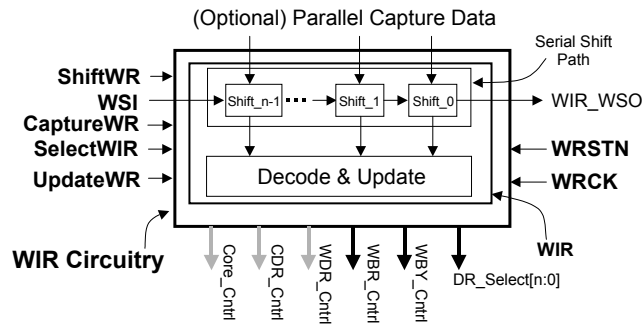 (Optional) Parallel Capture Data
Serial Shift
Path
ShiftWR
WSI
CaptureWR
SelectWIR
UpdateWR
WIR Circuitry
Shift_n-1
Shift_1
Shift_0
WIR_WSO
Decode & Update
WRSTN
WRCK
WIR
Core_Cntrl
CDR_Cntrl
WDR_Cntrl
WBR_Cntrl
WBY_Cntrl
DR_Select[n:0]